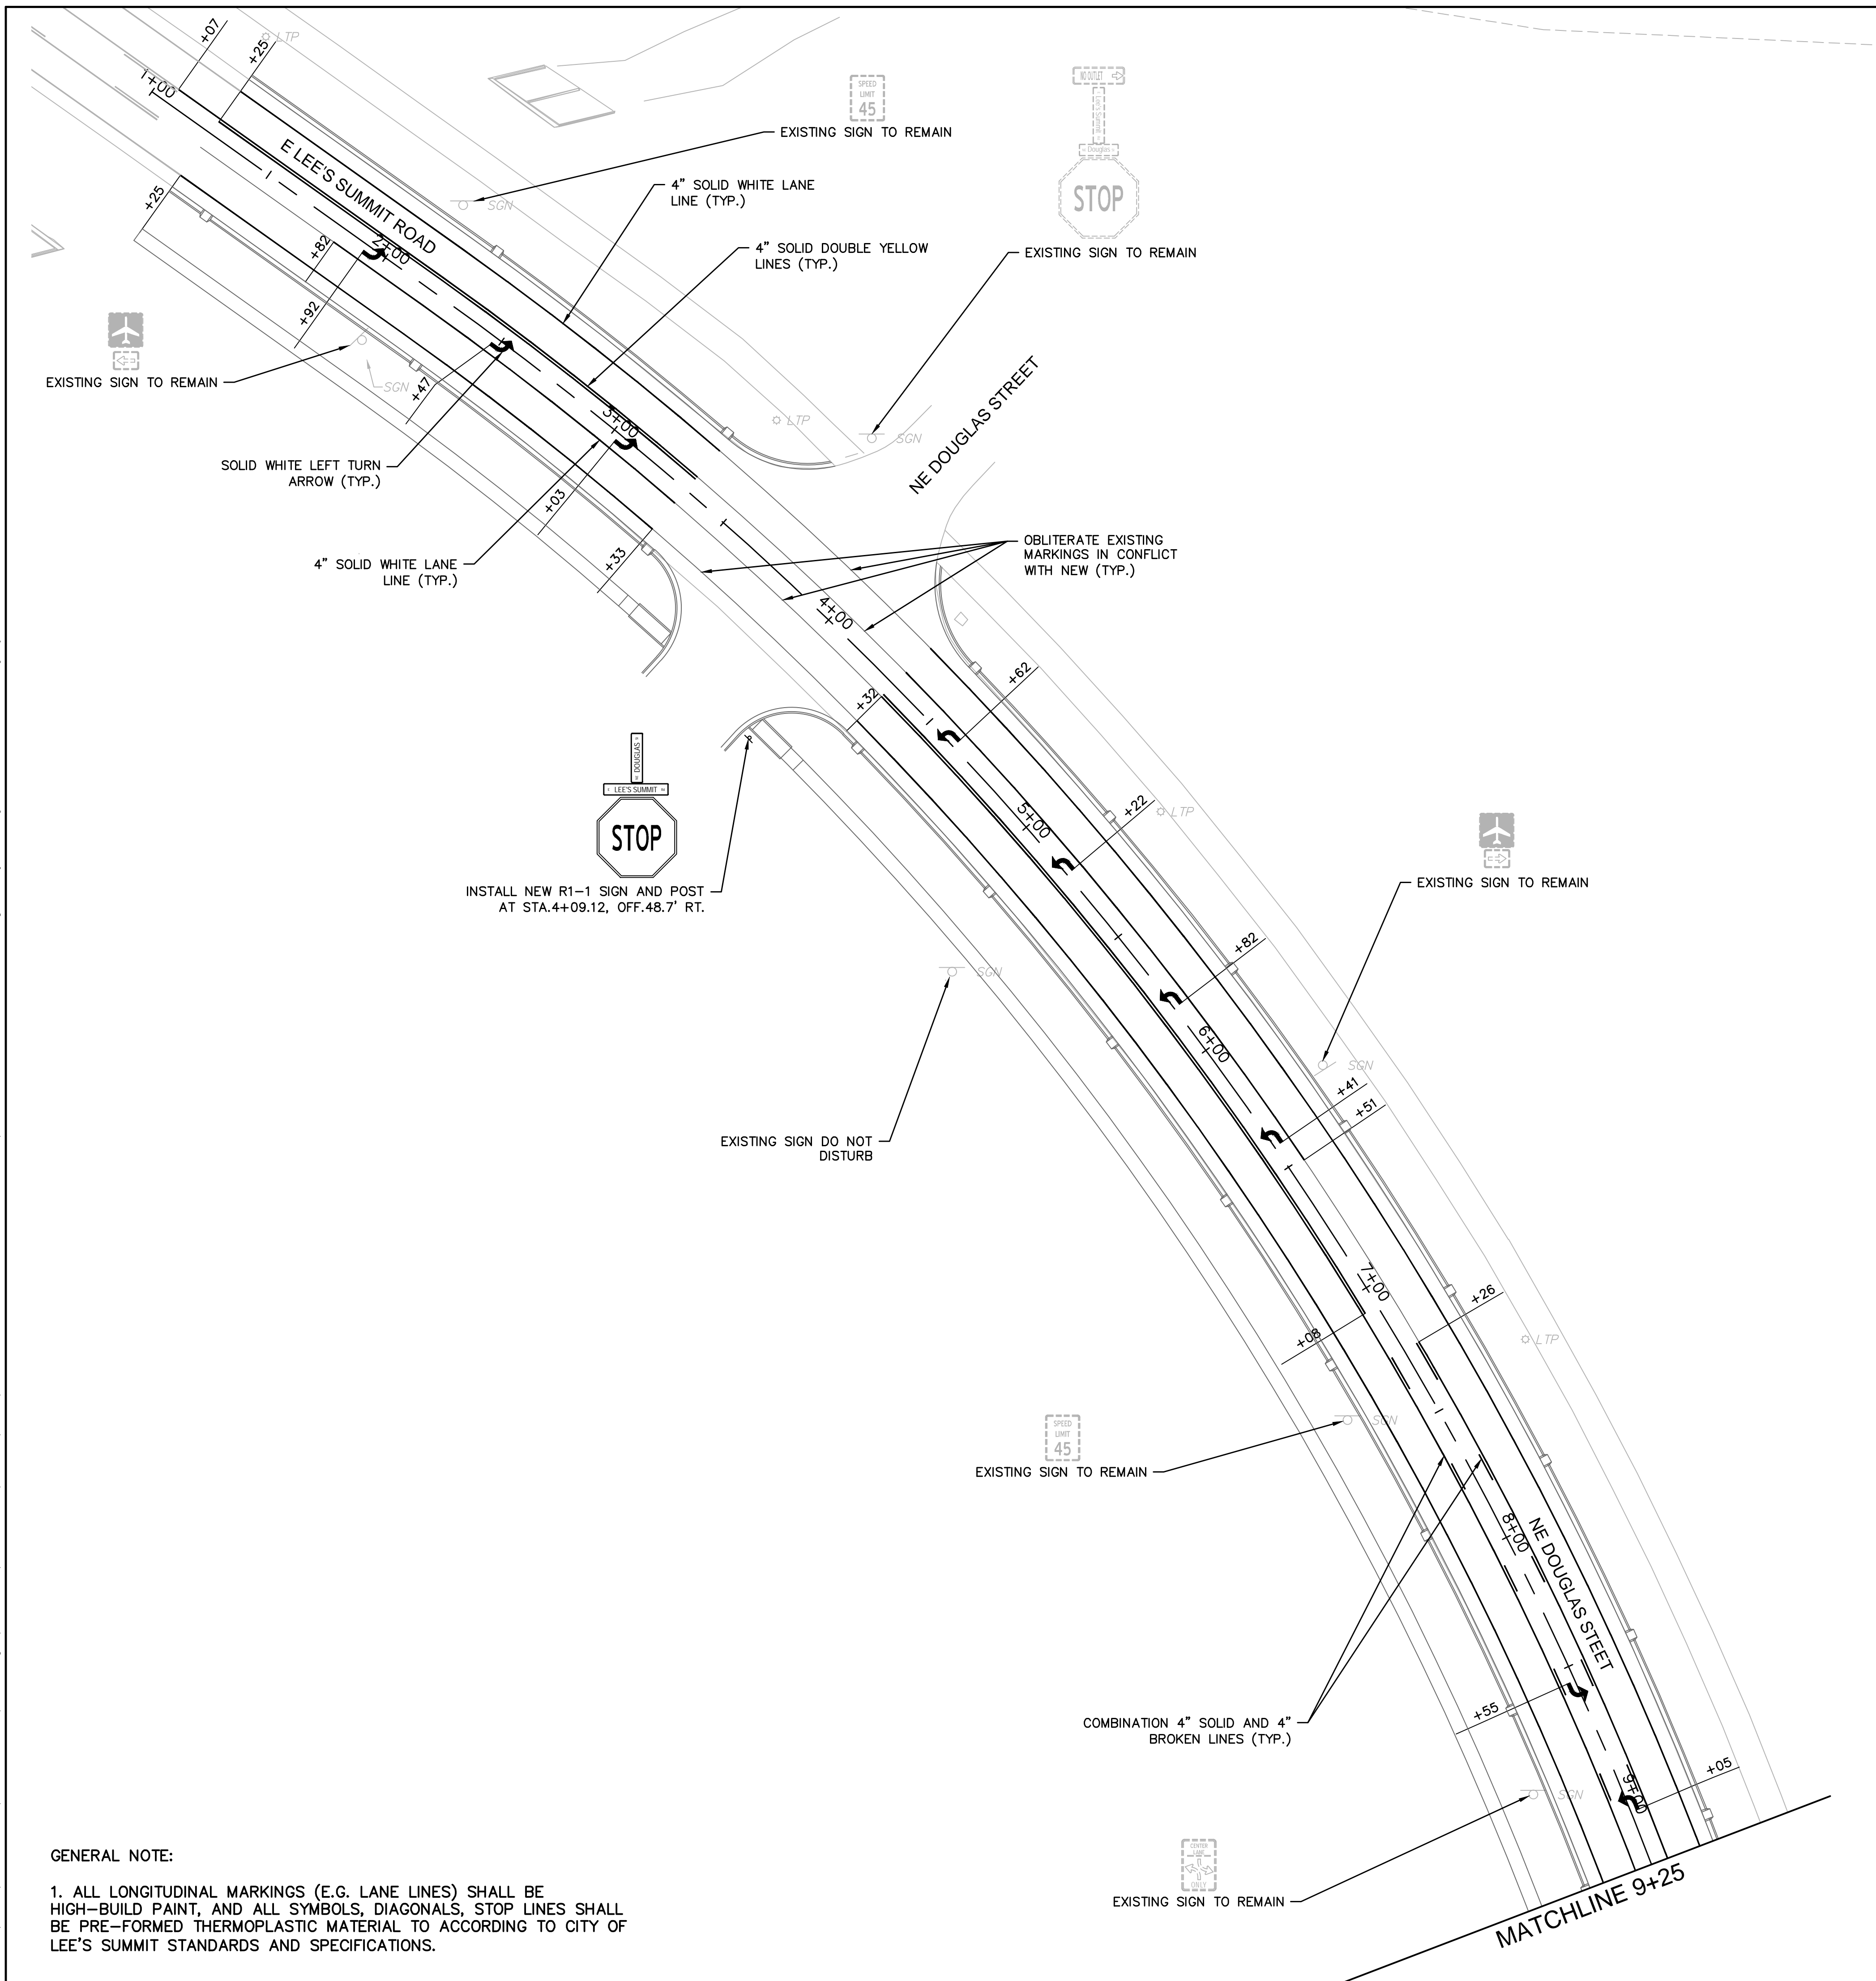 +07
+25
LTP
1+00
E LEE'S SUMMIT ROAD
SPEED
LIMIT
45
EXISTING SIGN TO REMAIN
SGN
NO OUTLET
Douglas
STOP
EXISTING SIGN TO REMAIN
SGN
4" SOLID WHITE LANE
LINE (TYP.)
4" SOLID DOUBLE YELLOW
LINES (TYP.)
+25
+82
2+00
+92
EXISTING SIGN TO REMAIN
SGN
+47
3+00
LTP
NE DOUGLAS STREET
SOLID WHITE LEFT TURN
ARROW (TYP.)
+03
4" SOLID WHITE LANE
LINE (TYP.)
+33
OBLITERATE EXISTING
MARKINGS IN CONFLICT
WITH NEW (TYP.)
4+00
+62
+32
DOUGLAS
LEE'S SUMMIT
STOP
INSTALL NEW R1-1 SIGN AND POST
AT STA.4+09.12, OFF.48.7' RT.
5+00
+22
LTP
EXISTING SIGN TO REMAIN
+82
SGN
6+00
SGN
+41
+51
EXISTING SIGN DO NOT
DISTURB
7+00
+26
+08
LTP
SPEED
LIMIT
45
SGN
EXISTING SIGN TO REMAIN
8+00
NE DOUGLAS STEET
+55
COMBINATION 4" SOLID AND 4"
BROKEN LINES (TYP.)
+05
9+00
SGN
CENTER
LANE
ONLY
EXISTING SIGN TO REMAIN
MATCHLINE 9+25
GENERAL NOTE:
1. ALL LONGITUDINAL MARKINGS (E.G. LANE LINES) SHALL BE
HIGH-BUILD PAINT, AND ALL SYMBOLS, DIAGONALS, STOP LINES SHALL
BE PRE-FORMED THERMOPLASTIC MATERIAL TO ACCORDING TO CITY OF
LEE'S SUMMIT STANDARDS AND SPECIFICATIONS.